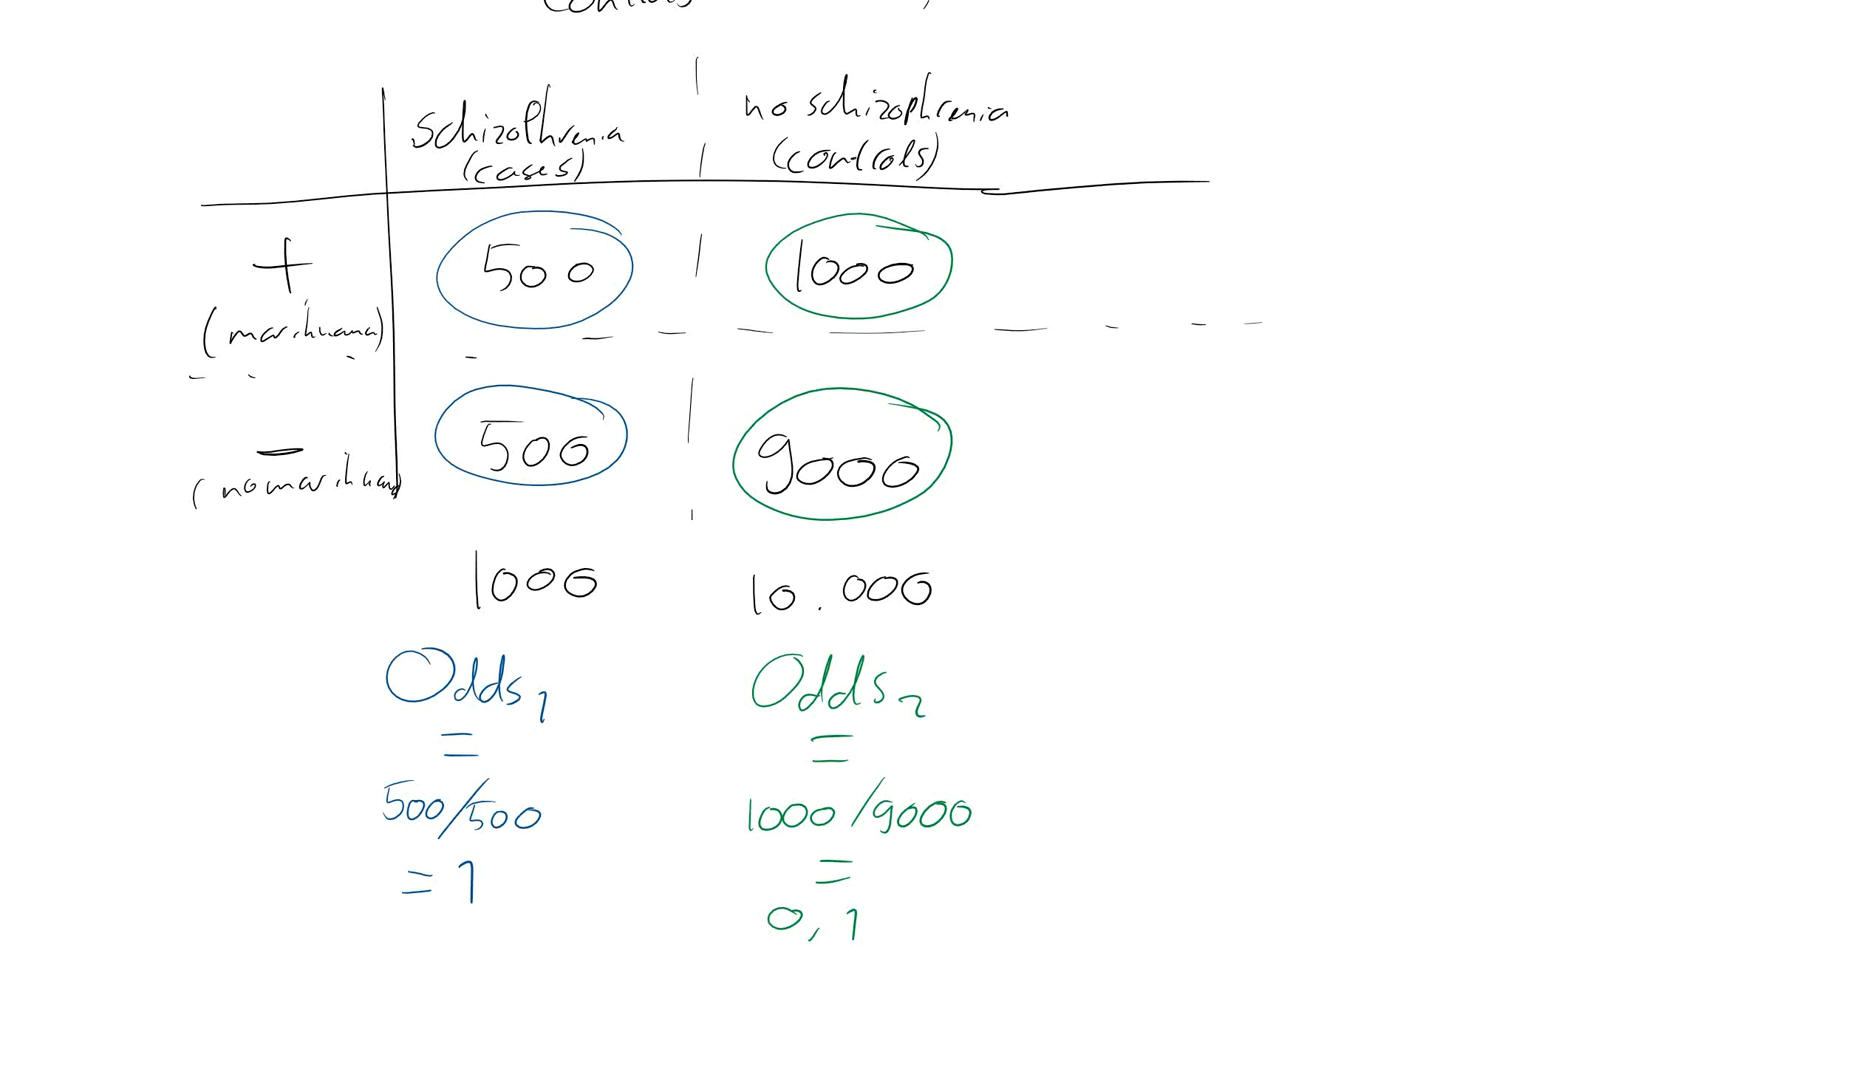 schizophrenia no schizophrenia
(cases) (controls)
+ 500 1000
(marihuana)
- 500 9000
(no marihuana)
1000 10.000
Odds1 Odds2
= =
500/500 1000/9000
= 1 =
0,1